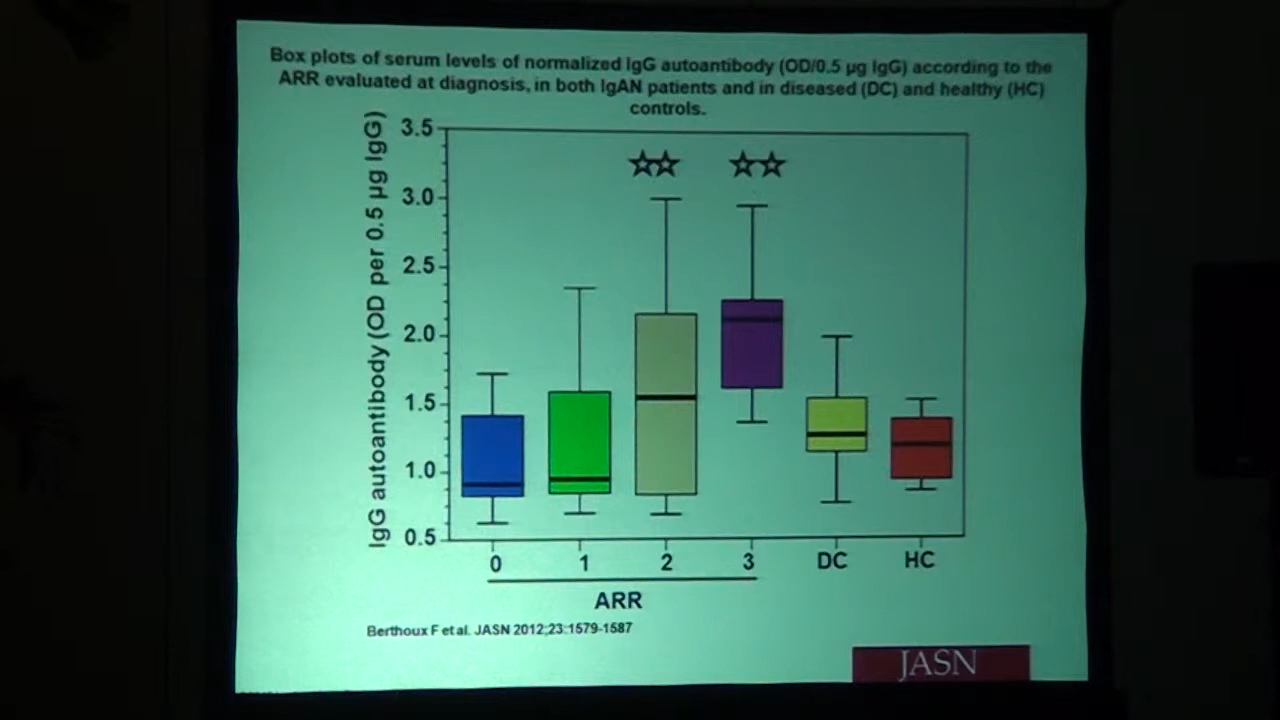 Box plots of serum levels of normalized IgG autoantibody (OD/0.5 µg IgG) according to the
ARR evaluated at diagnosis, in both IgAN patients and in diseased (DC) and healthy (HC)
controls.
IgG autoantibody (OD per 0.5 µg IgG)
3.5
3.0
2.5
2.0
1.5
1.0
0.5
0 1 2 3 DC HC
ARR
Berthoux F et al. JASN 2012;23:1579-1587
JASN